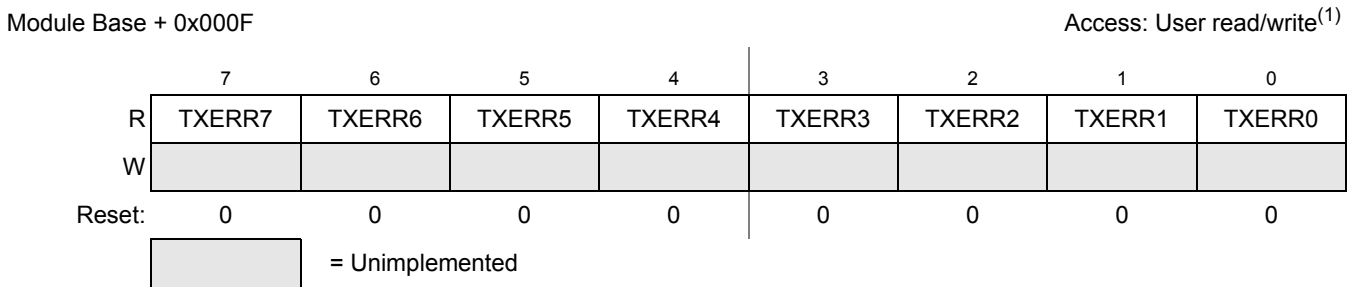 Module Base + 0x000F Access: User read/write(1)
7 6 5 4 3 2 1 0
R TXERR7 TXERR6 TXERR5 TXERR4 TXERR3 TXERR2 TXERR1 TXERR0
W
Reset: 0 0 0 0 0 0 0 0
= Unimplemented